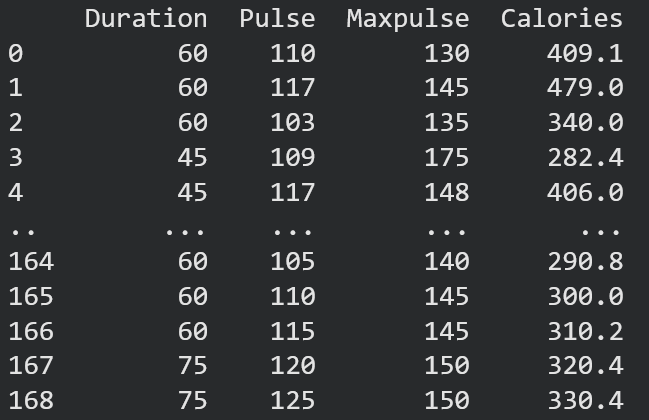 Duration Pulse Maxpulse Calories
0 60 110 130 409.1
1 60 117 145 479.0
2 60 103 135 340.0
3 45 109 175 282.4
4 45 117 148 406.0
.. ... ... ... ...
164 60 105 140 290.8
165 60 110 145 300.0
166 60 115 145 310.2
167 75 120 150 320.4
168 75 125 150 330.4